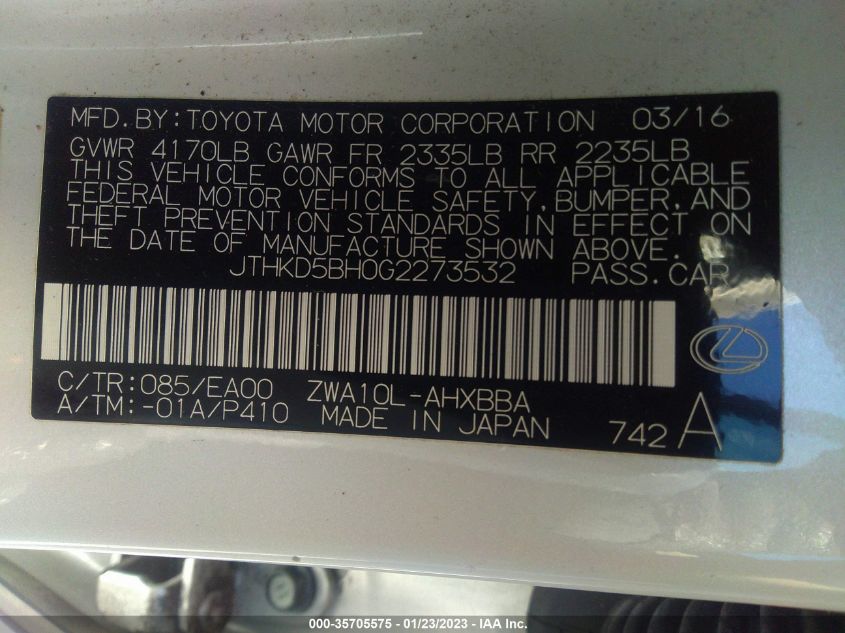 MFD.BY:TOYOTA MOTOR CORPORATION 03/16
GVWR 4170LB GAWR FR 2335LB RR 2235LB
THIS VEHICLE CONFORMS TO ALL APPLICABLE
FEDERAL MOTOR VEHICLE SAFETY,BUMPER,AND
THEFT PREVENTION STANDARDS IN EFFECT ON
THE DATE OF MANUFACTURE SHOWN ABOVE.
JTHKD5BH0G2273532 PASS.CAR
C/TR:085/EA00 ZWA10L-AHXBBA
A/TM:-01A/P410 MADE IN JAPAN 742 A
000-35705575 - 01/23/2023 - IAA Inc.